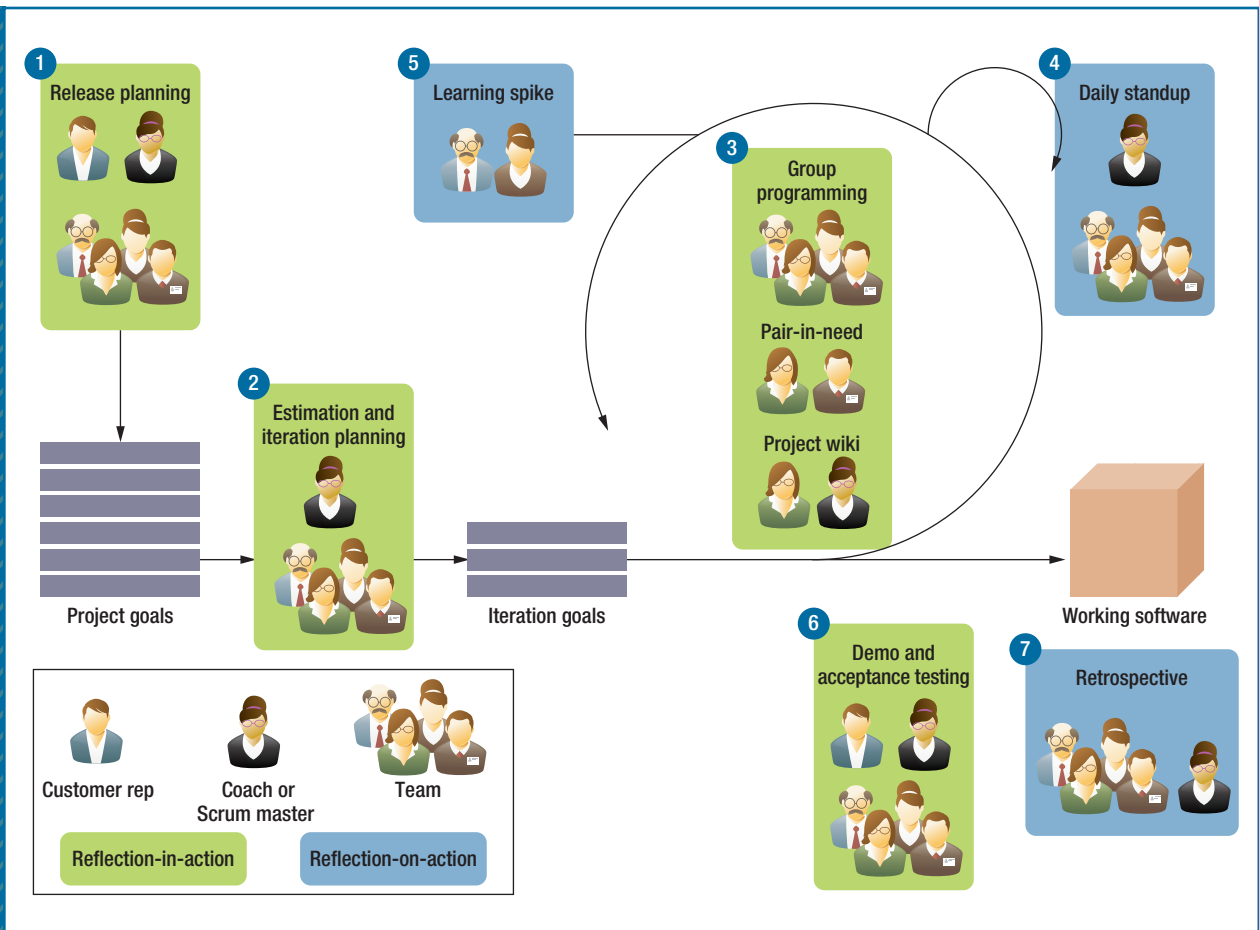 1
Release planning
5
Learning spike
4
Daily standup
3
Group
programming
Pair-in-need
Project wiki
2
Estimation and
iteration planning
Project goals
Iteration goals
Working software
6
Demo and
acceptance testing
7
Retrospective
Customer rep
Coach or
Scrum master
Team
Reflection-in-action
Reflection-on-action